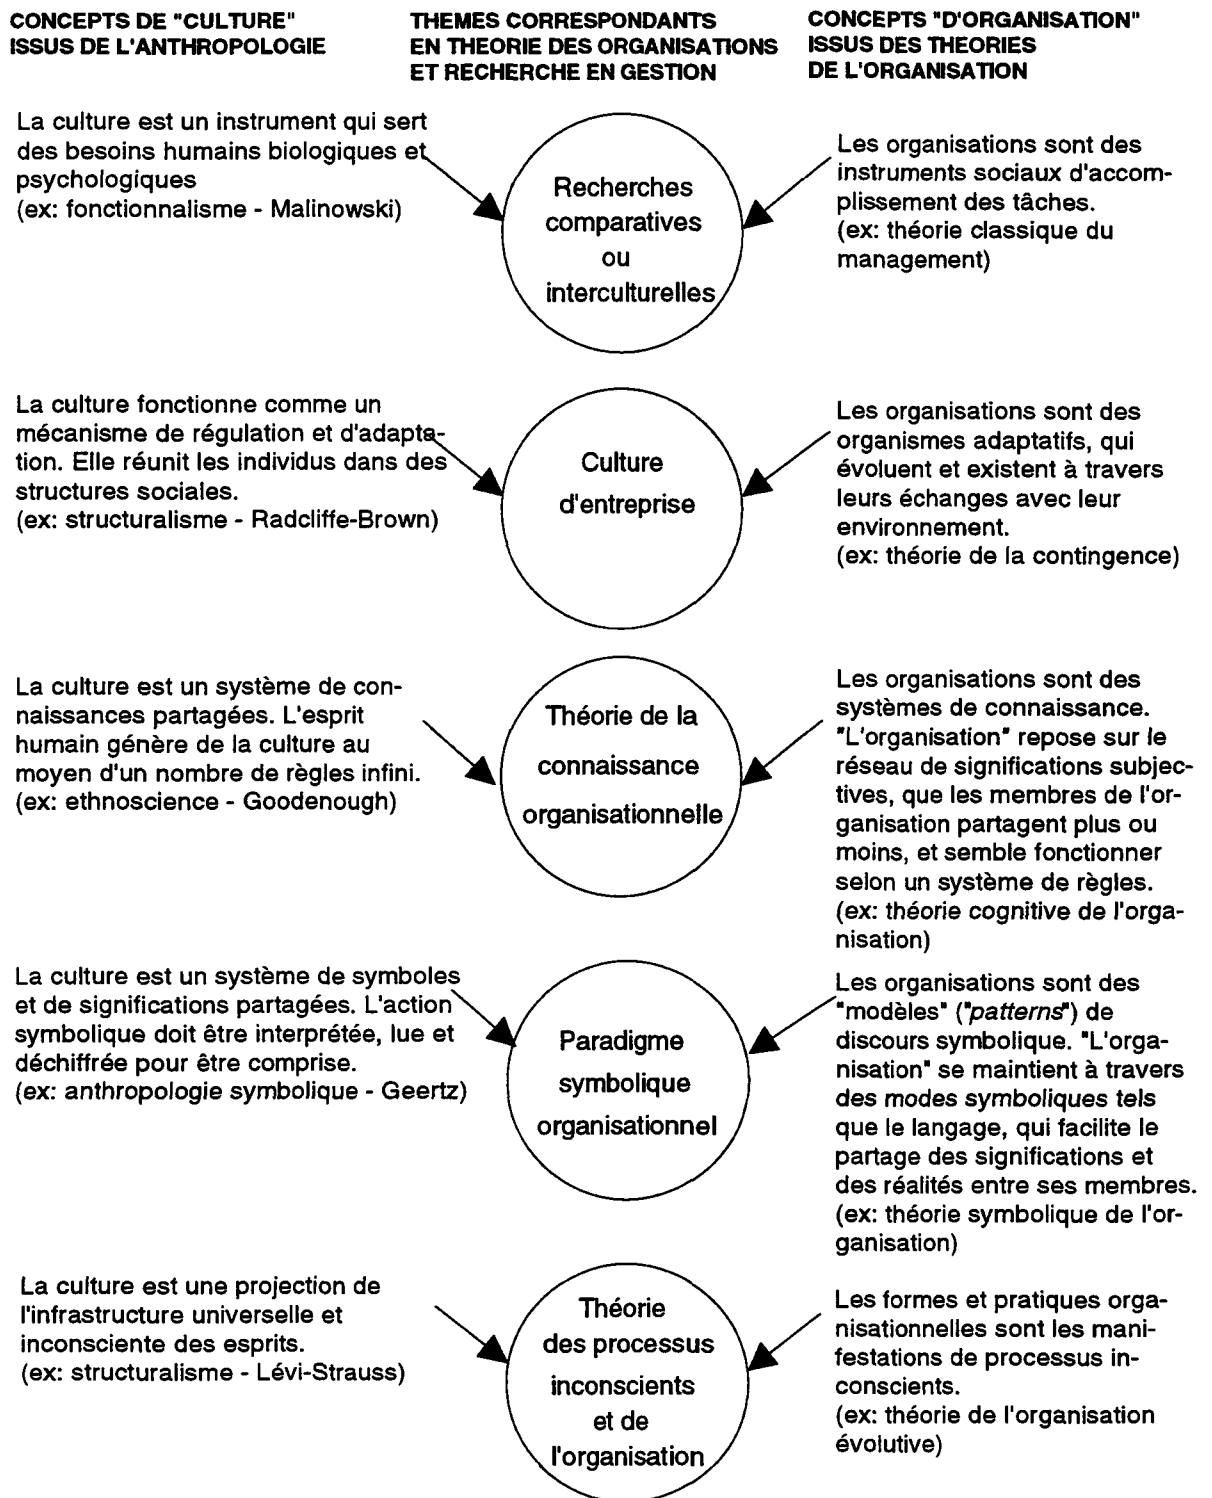 CONCEPTS DE "CULTURE"
ISSUS DE L'ANTHROPOLOGIE
THEMES CORRESPONDANTS
EN THEORIE DES ORGANISATIONS
ET RECHERCHE EN GESTION
CONCEPTS "D'ORGANISATION"
ISSUS DES THEORIES
DE L'ORGANISATION
La culture est un instrument qui sert
des besoins humains biologiques et
psychologiques
(ex: fonctionnalisme - Malinowski)
Recherches
comparatives
ou
interculturelles
Les organisations sont des
instruments sociaux d'accom-
plissement des tâches.
(ex: théorie classique du
management)
La culture fonctionne comme un
mécanisme de régulation et d'adapta-
tion. Elle réunit les individus dans des
structures sociales.
(ex: structuralisme - Radcliffe-Brown)
Culture
d'entreprise
Les organisations sont des
organismes adaptatifs, qui
évoluent et existent à travers
leurs échanges avec leur
environnement.
(ex: théorie de la contingence)
La culture est un système de con-
naissances partagées. L'esprit
humain génère de la culture au
moyen d'un nombre de règles infini.
(ex: ethnoscience - Goodenough)
Théorie de la
connaissance
organisationnelle
Les organisations sont des
systèmes de connaissance.
"L'organisation" repose sur le
réseau de significations subjec-
tives, que les membres de l'or-
ganisation partagent plus ou
moins, et semble fonctionner
selon un système de règles.
(ex: théorie cognitive de l'orga-
nisation)
La culture est un système de symboles
et de significations partagées. L'action
symbolique doit être interprétée, lue et
déchiffrée pour être comprise.
(ex: anthropologie symbolique - Geertz)
Paradigme
symbolique
organisationnel
Les organisations sont des
"modèles" ("patterns") de
discours symbolique. "L'orga-
nisation" se maintient à travers
des modes symboliques tels
que le langage, qui facilite le
partage des significations et
des réalités entre ses membres.
(ex: théorie symbolique de l'or-
ganisation)
La culture est une projection de
l'infrastructure universelle et
inconsciente des esprits.
(ex: structuralisme - Lévi-Strauss)
Théorie
des processus
inconscients
et de
l'organisation
Les formes et pratiques orga-
nisationnelles sont les mani-
festations de processus in-
conscients.
(ex: théorie de l'organisation
évolutive)